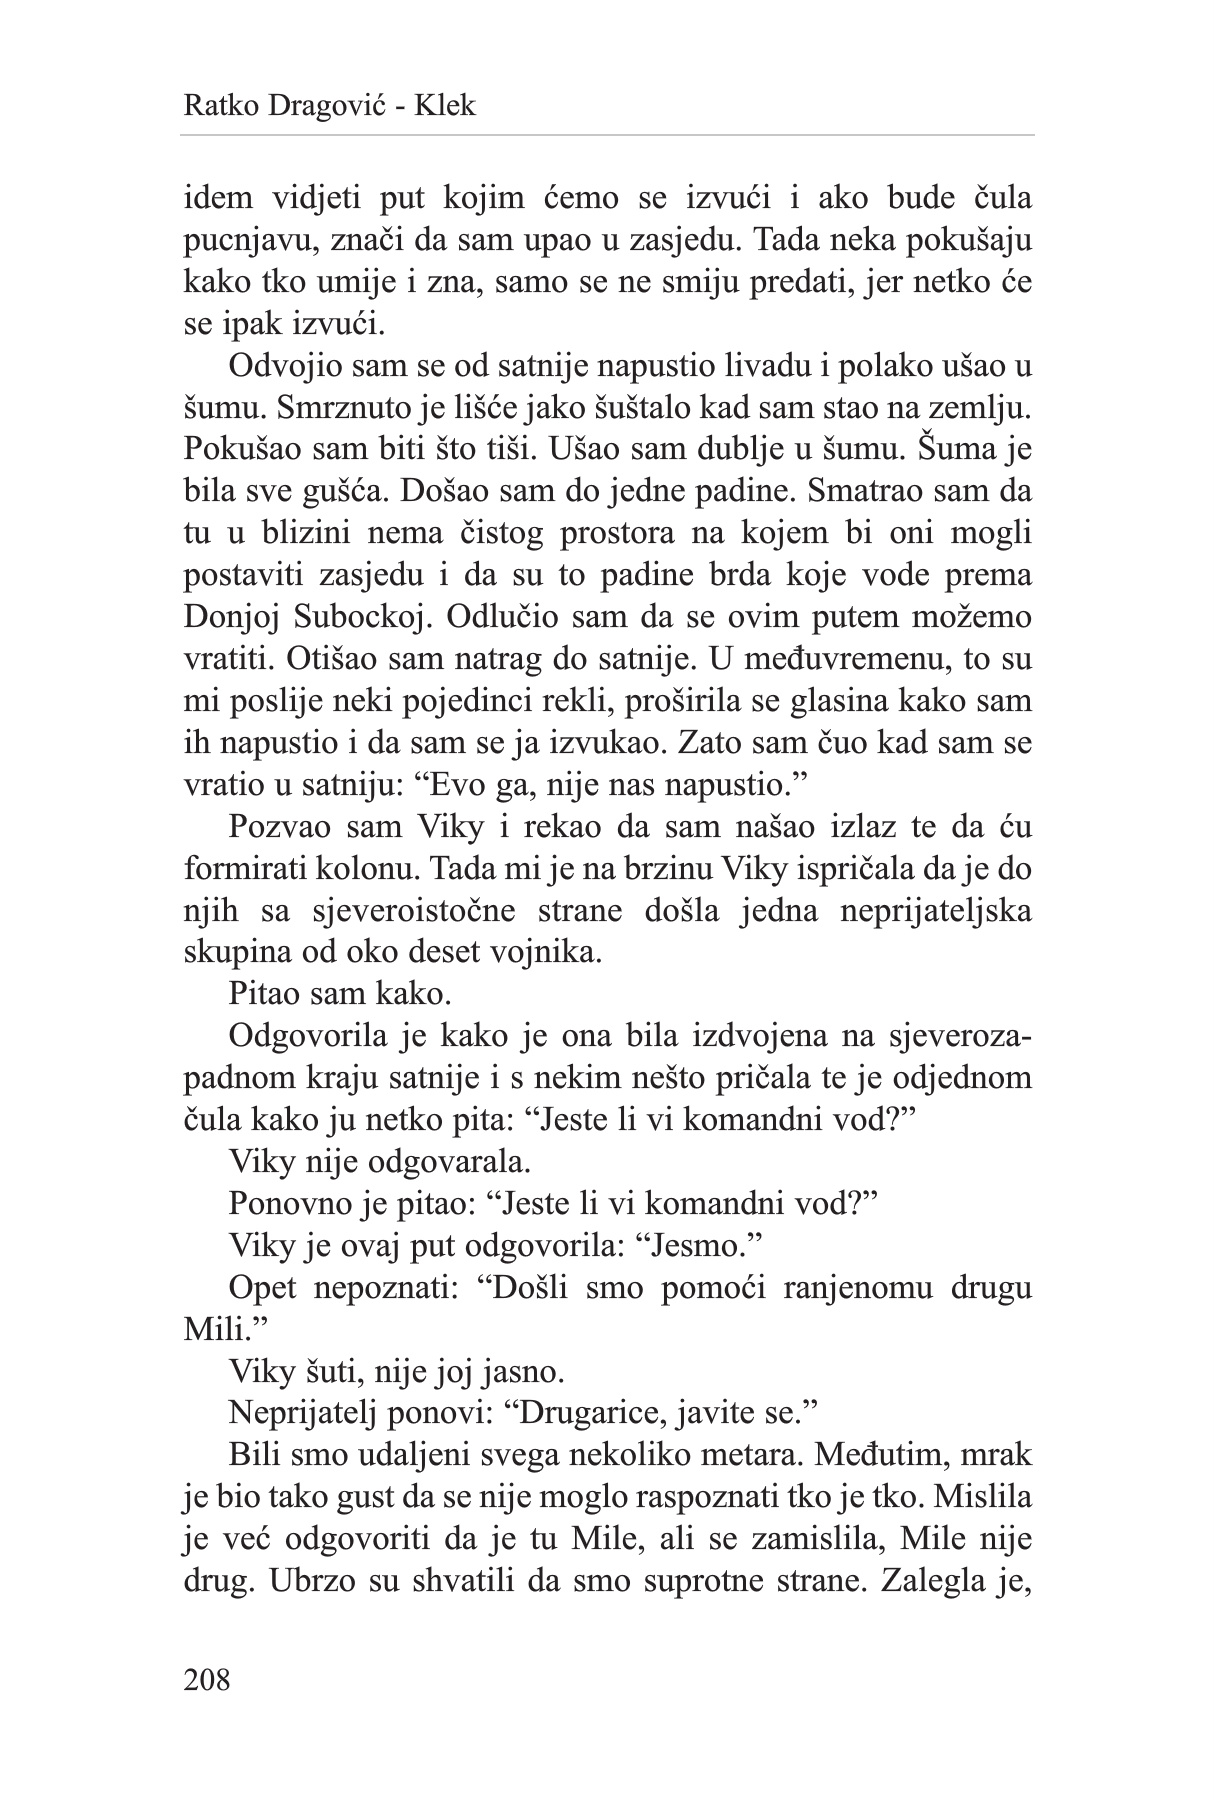 Ratko Dragović - Klek
idem vidjeti put kojim ćemo se izvući i ako bude čula
pucnjavu, znači da sam upao u zasjedu. Tada neka pokušaju
kako tko umije i zna, samo se ne smiju predati, jer netko će
se ipak izvući.
Odvojio sam se od satnije napustio livadu i polako ušao u
šumu. Smrznuto je lišće jako šuštalo kad sam stao na zemlju.
Pokušao sam biti što tiši. Ušao sam dublje u šumu. Šuma je
bila sve gušća. Došao sam do jedne padine. Smatrao sam da
tu u blizini nema čistog prostora na kojem bi oni mogli
postaviti zasjedu i da su to padine brda koje vode prema
Donjoj Subockoj. Odlučio sam da se ovim putem možemo
vratiti. Otišao sam natrag do satnije. U međuvremenu, to su
mi poslije neki pojedinci rekli, proširila se glasina kako sam
ih napustio i da sam se ja izvukao. Zato sam čuo kad sam se
vratio u satniju: “Evo ga, nije nas napustio.”
Pozvao sam Viky i rekao da sam našao izlaz te da ću
formirati kolonu. Tada mi je na brzinu Viky ispričala da je do
njih sa sjeveroistočne strane došla jedna neprijateljska
skupina od oko deset vojnika.
Pitao sam kako.
Odgovorila je kako je ona bila izdvojena na sjeveroza-
padnom kraju satnije i s nekim nešto pričala te je odjednom
čula kako ju netko pita: “Jeste li vi komandni vod?”
Viky nije odgovarala.
Ponovno je pitao: “Jeste li vi komandni vod?”
Viky je ovaj put odgovorila: “Jesmo.”
Opet nepoznati: “Došli smo pomoći ranjenomu drugu
Mili.”
Viky šuti, nije joj jasno.
Neprijatelj ponovi: “Drugarice, javite se.”
Bili smo udaljeni svega nekoliko metara. Međutim, mrak
je bio tako gust da se nije moglo raspoznati tko je tko. Mislila
je već odgovoriti da je tu Mile, ali se zamislila, Mile nije
drug. Ubrzo su shvatili da smo suprotne strane. Zalegla je,
208